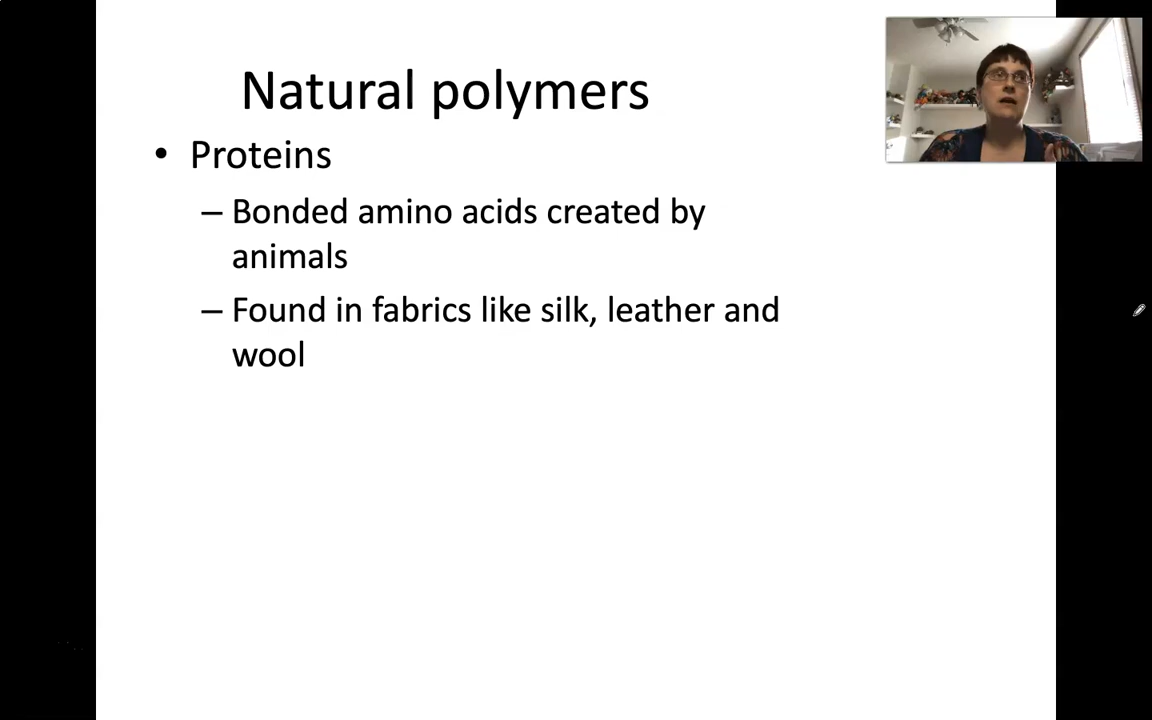 Natural polymers
• Proteins
– Bonded amino acids created by
animals
– Found in fabrics like silk, leather and
wool